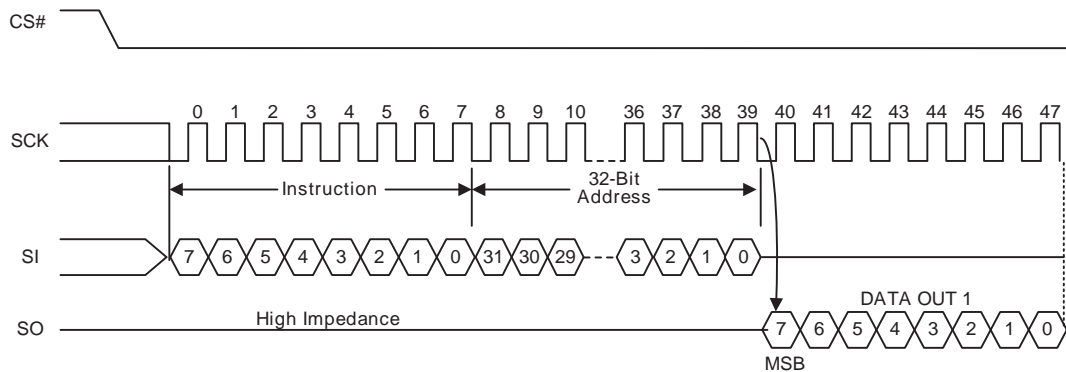 CS#
0 1 2 3 4 5 6 7 8 9 10 36 37 38 39 40 41 42 43 44 45 46 47
SCK
Instruction
32-Bit
Address
SI
7 6 5 4 3 2 1 0 31 30 29 3 2 1 0
DATA OUT 1
High Impedance
SO
7 6 5 4 3 2 1 0
MSB